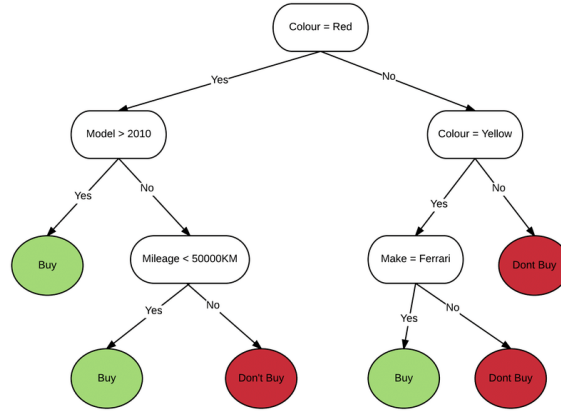 Colour = Red
Yes
No
Model > 2010
Colour = Yellow
Yes
No
Yes
No
Buy
Mileage < 50000KM
Make = Ferrari
Dont Buy
Yes
No
Yes
No
Buy
Don't Buy
Buy
Dont Buy